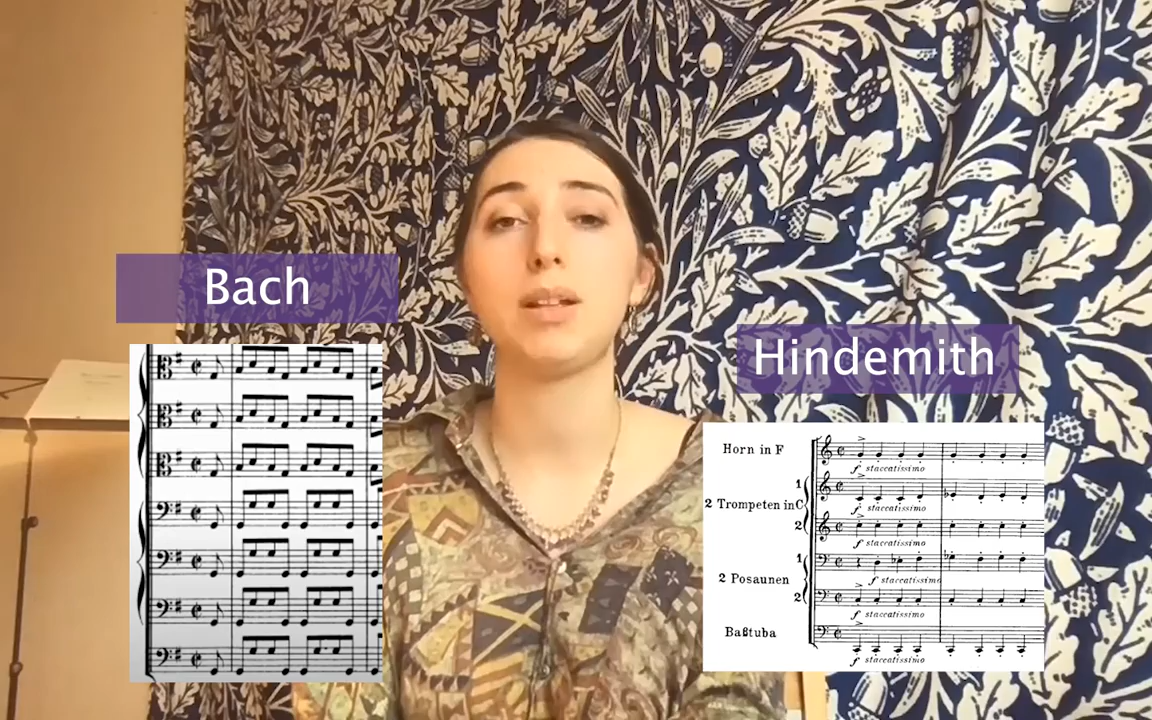 Bach
Hindemith
Horn in F
f staccatissimo
1
2 Trompeten in C
f staccatissimo
2
f staccatissimo
1
2 Posaunen
f staccatissimo
2
f staccatissimo
Baßtuba
f staccatissimo